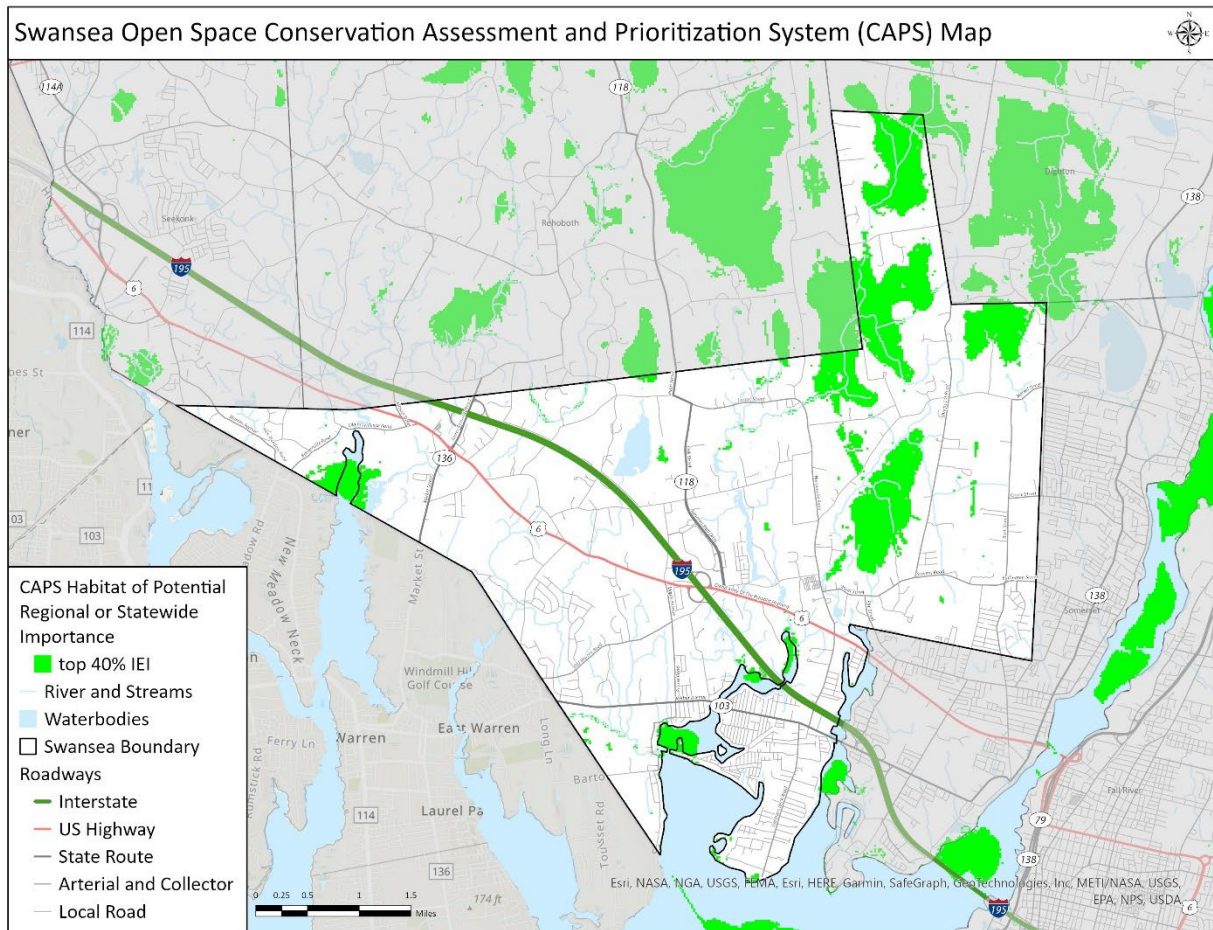 Swansea Open Space Conservation Assessment and Prioritization System (CAPS) Map
N
W E
S
114A
118
Dighton
138
Seekonk
Rehoboth
195
6
114
136
118
6
103
103
New Meadow Neck
Market St
195
6
138
Somerset
Windmill Hill
Golf Course
103
East Warren
Long Ln
Ferry Ln
Warren
Barto
Fall River
79
114
Laurel Pa
Touisset Rd
138
136
174 ft
195
6
CAPS Habitat of Potential
Regional or Statewide
Importance
top 40% IEI
River and Streams
Waterbodies
Swansea Boundary
Roadways
Interstate
US Highway
State Route
Arterial and Collector
Local Road
0 0.25 0.5 1 1.5
Miles
Esri, NASA, NGA, USGS, FEMA, Esri, HERE, Garmin, SafeGraph, GeoTechnologies, Inc, METI/NASA, USGS,
EPA, NPS, USDA